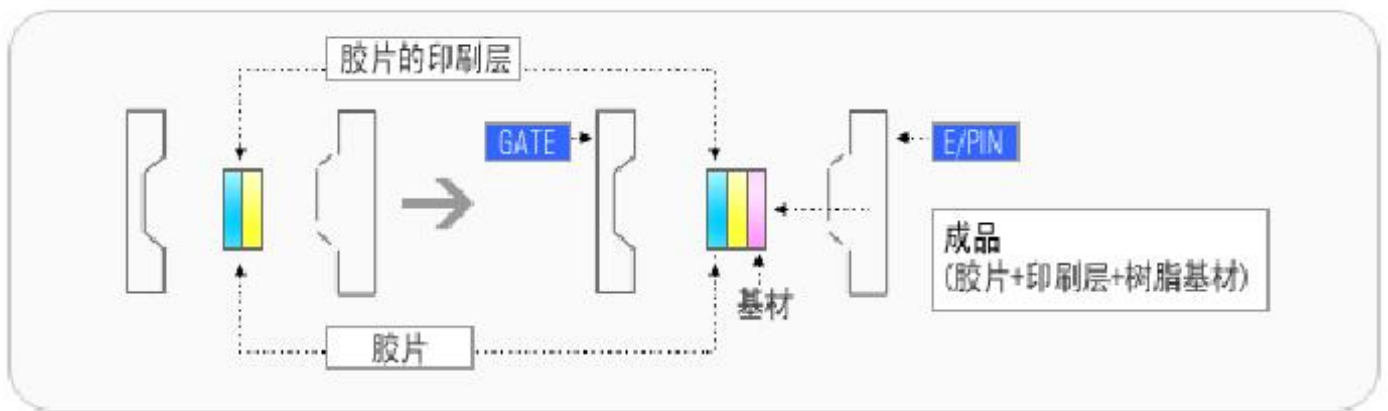 胶片的印刷层
GATE
E/PIN
成品
(胶片+印刷层+树脂基材)
基材
胶片